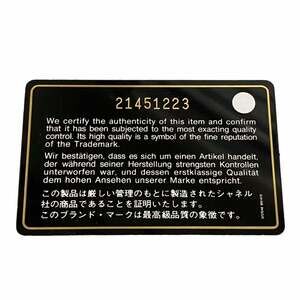 21451223
We certify the authenticity of this item and confirm
that it has been subjected to the most exacting quality
control. Its high quality is a symbol of the fine reputation
of the Trademark.
Wir bestätigen, dass es sich um einen Artikel handelt,
der während seiner Herstellung strengsten Kontrollen
unterworfen war, und dessen erstklassige Qualität
dem hohen Ansehen unserer Marke entspricht.
この製品は厳しい管理のもとに製造されたシャネル
社の商品であることを証明いたします。
このブランド・マークは最高級品質の象徴です。